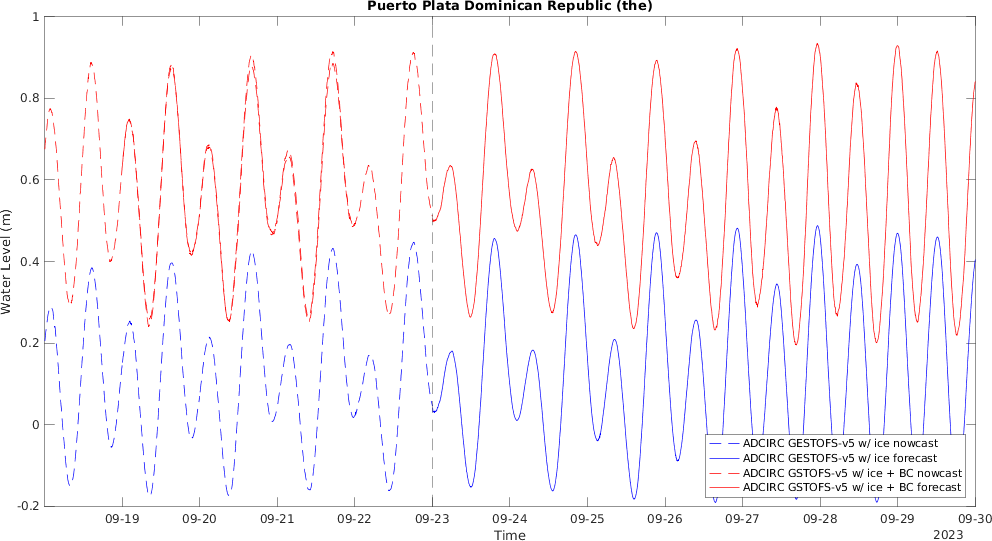 Puerto Plata Dominican Republic (the)
1
0.8
0.6
0.4
0.2
0
-0.2
Water Level (m)
09-19 09-20 09-21 09-22 09-23 09-24 09-25 09-26 09-27 09-28 09-29 09-30
Time
2023
ADCIRC GESTOFS-v5 w/ ice nowcast
ADCIRC GESTOFS-v5 w/ ice forecast
ADCIRC GSTOFS-v5 w/ ice + BC nowcast
ADCIRC GSTOFS-v5 w/ ice + BC forecast